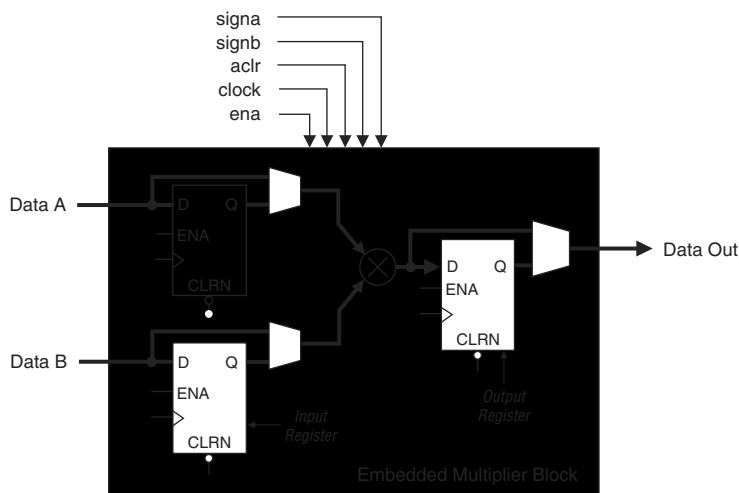 signa
signb
aclr
clock
ena
Data A
D
Q
ENA
CLRN
Data B
D
Q
ENA
CLRN
Input
Register
D
Q
ENA
CLRN
Output
Register
Data Out
Embedded Multiplier Block